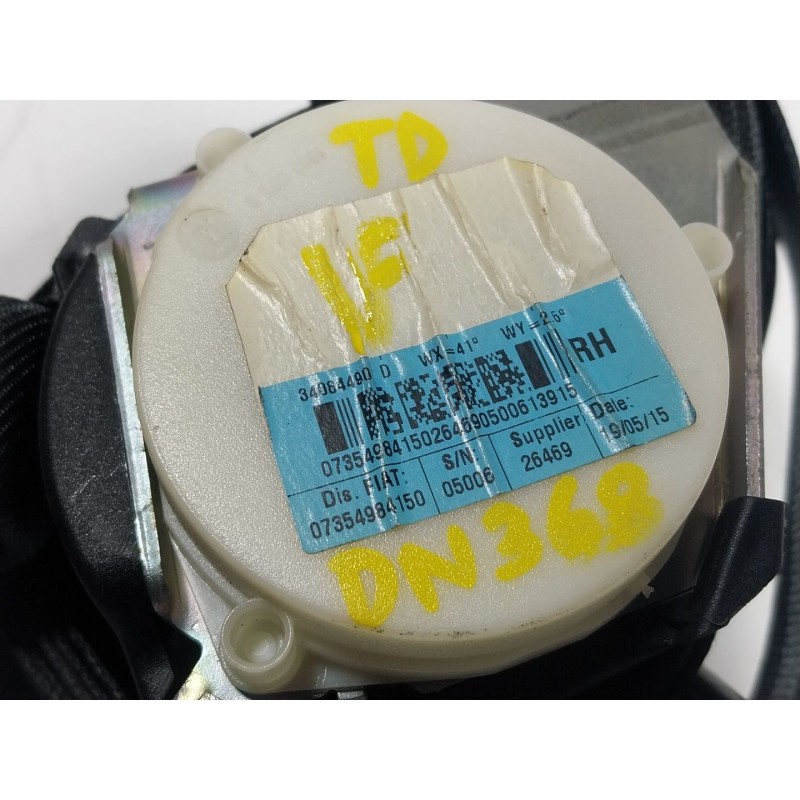 TD
34064490 D WX=41° WY=2.5°
RH
07354984150264690500613915
Dis. FIAT: S/N: Supplier: Date:
07354984150 05006 26469 19/05/15
DN368